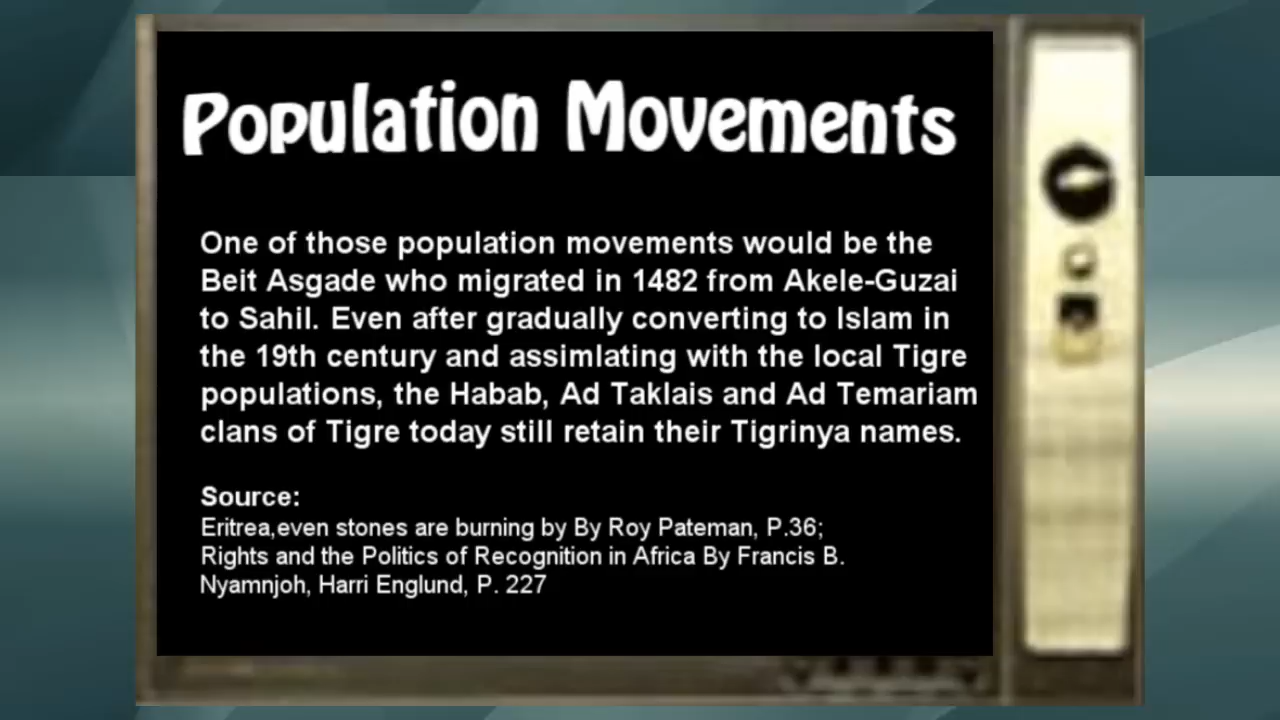 Population Movements
One of those population movements would be the
Beit Asgade who migrated in 1482 from Akele-Guzai
to Sahil. Even after gradually converting to Islam in
the 19th century and assimlating with the local Tigre
populations, the Habab, Ad Taklais and Ad Temariam
clans of Tigre today still retain their Tigrinya names.
Source:
Eritrea,even stones are burning by By Roy Pateman, P.36;
Rights and the Politics of Recognition in Africa By Francis B.
Nyamnjoh, Harri Englund, P. 227